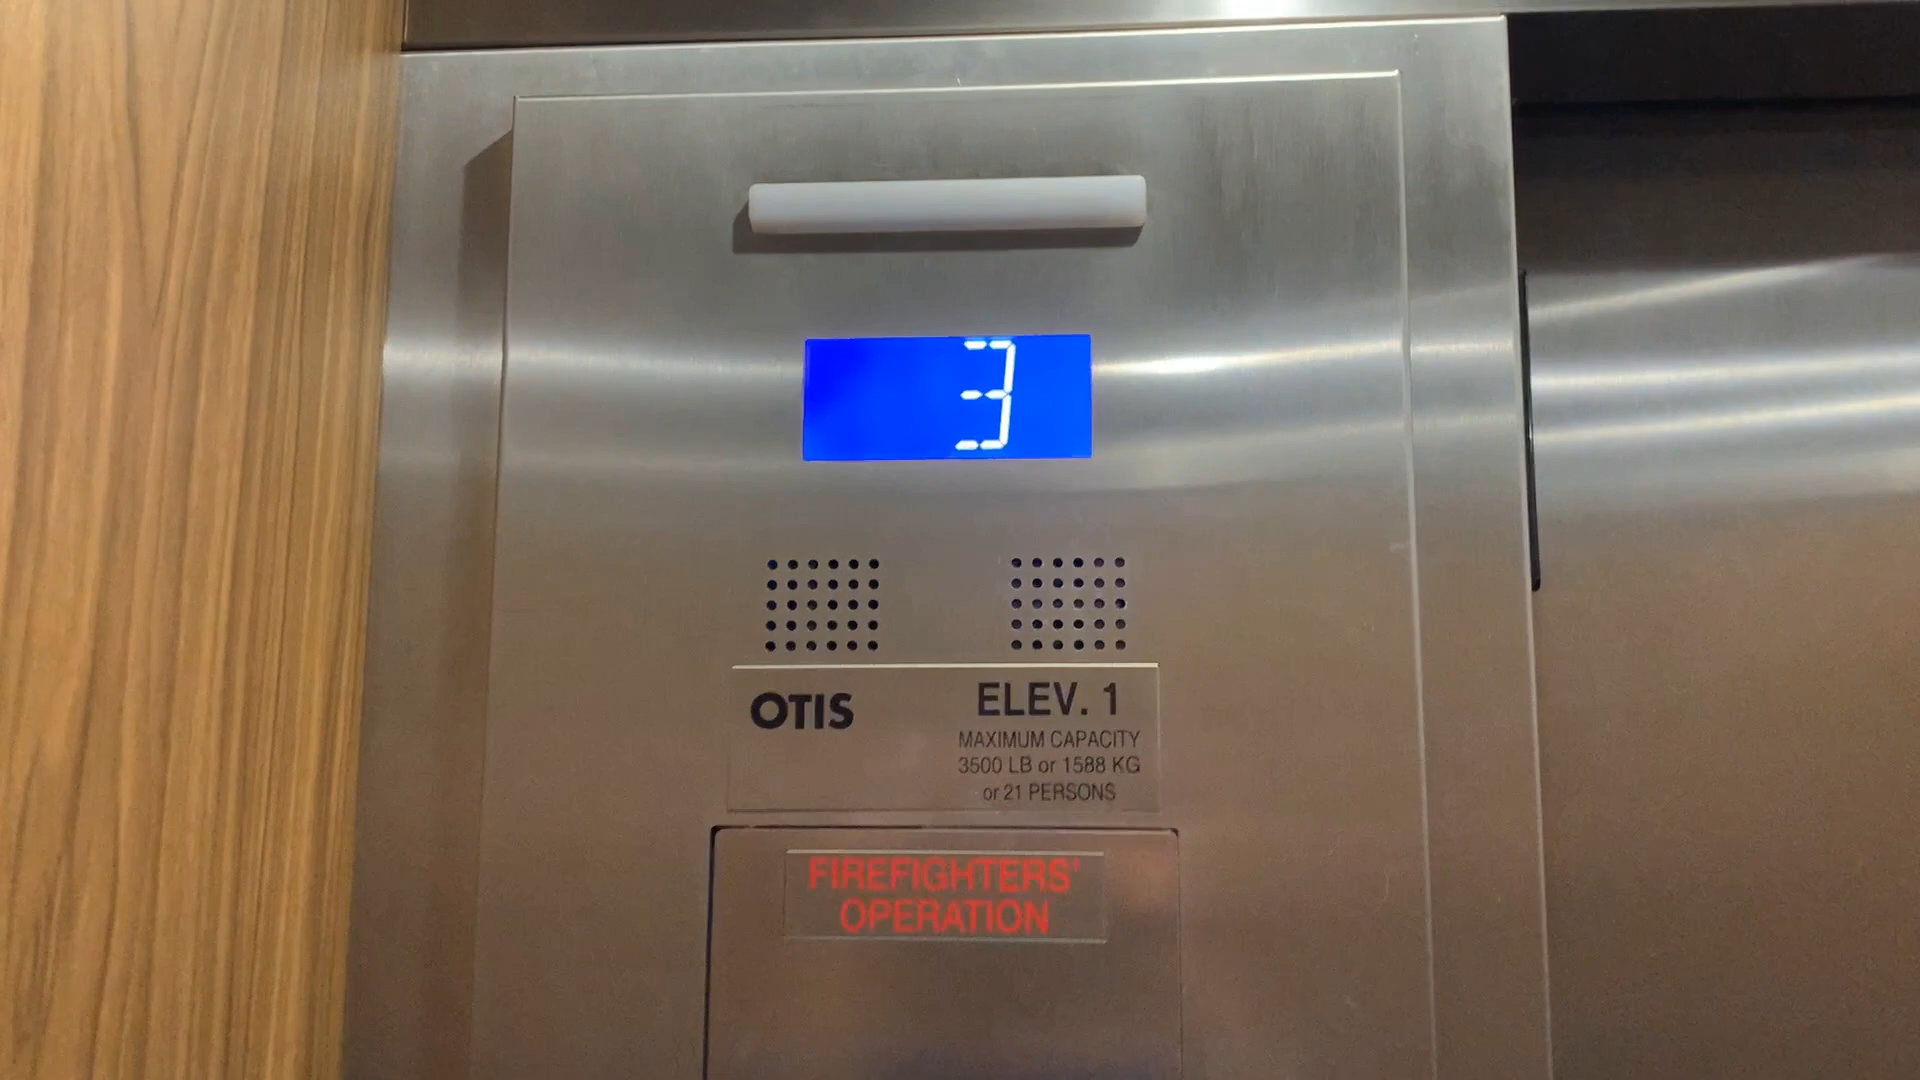 3
OTIS
ELEV. 1
MAXIMUM CAPACITY
3500 LB or 1588 KG
or 21 PERSONS
FIREFIGHTERS'
OPERATION